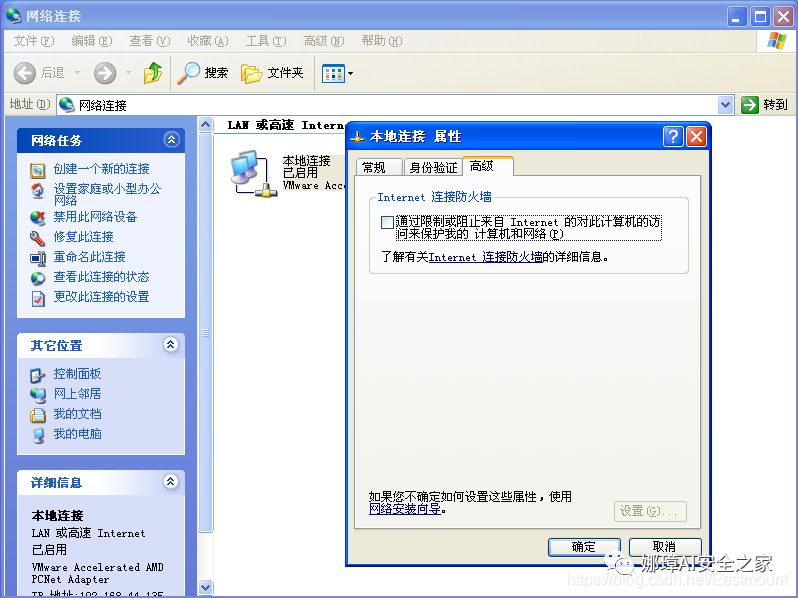 网络连接
文件(F) 编辑(E) 查看(V) 收藏(A) 工具(T) 高级(N) 帮助(H)
后退 搜索 文件夹
地址(D) 网络连接 转到
网络任务
创建一个新的连接
设置家庭或小型办公
网络
禁用此网络设备
修复此连接
重命名此连接
查看此连接的状态
更改此连接的设置
其它位置
控制面板
网上邻居
我的文档
我的电脑
详细信息
本地连接
LAN 或高速 Internet
已启用
VMware Accelerated AMD
PCNet Adapter
IP 地址:192.168.44.135
LAN 或高速 Intern
本地连接
已启用
VMware Acce
本地连接 属性
常规 身份验证 高级
Internet 连接防火墙
通过限制或阻止来自 Internet 的对此计算机的访
问来保护我的 计算机和网络(P)
了解有关Internet 连接防火墙的详细信息。
如果您不确定如何设置这些属性，使用
网络安装向导。
设置(G)...
确定 取消
娜璋AI安全之家
https://blog.csdn.net/Eastmount